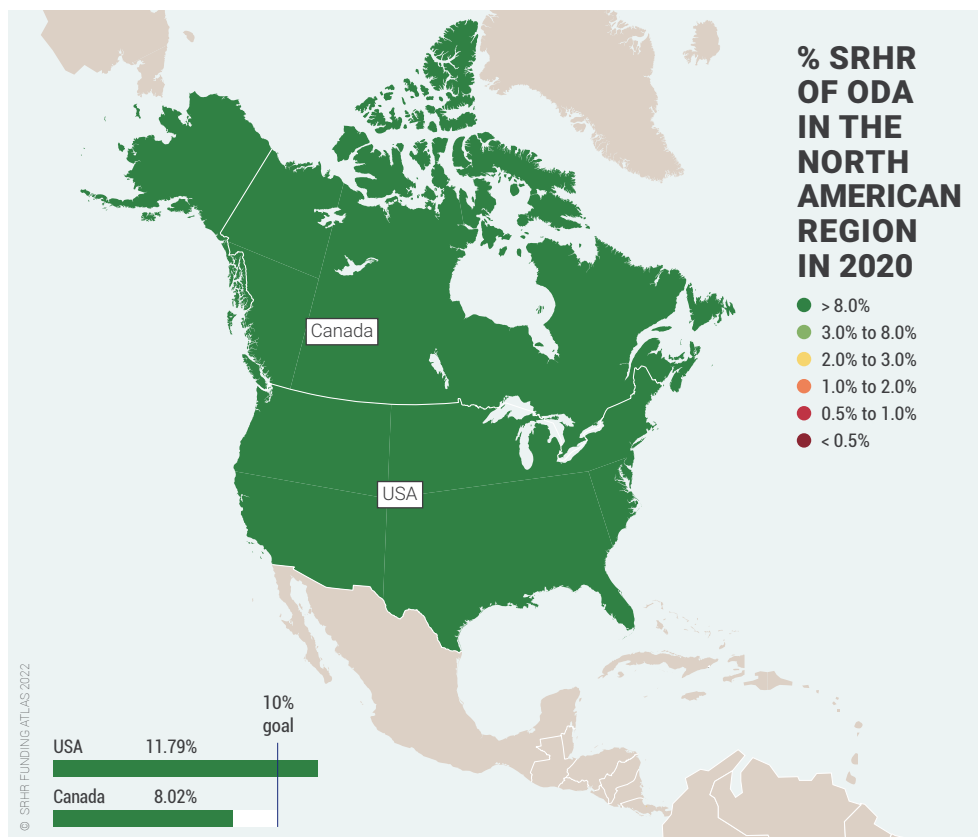 % SRHR
OF ODA
IN THE
NORTH
AMERICAN
REGION
IN 2020
> 8.0%
3.0% to 8.0%
2.0% to 3.0%
1.0% to 2.0%
0.5% to 1.0%
< 0.5%
Canada
USA
10%
goal
USA 11.79%
Canada 8.02%
© SRHR FUNDING ATLAS 2022